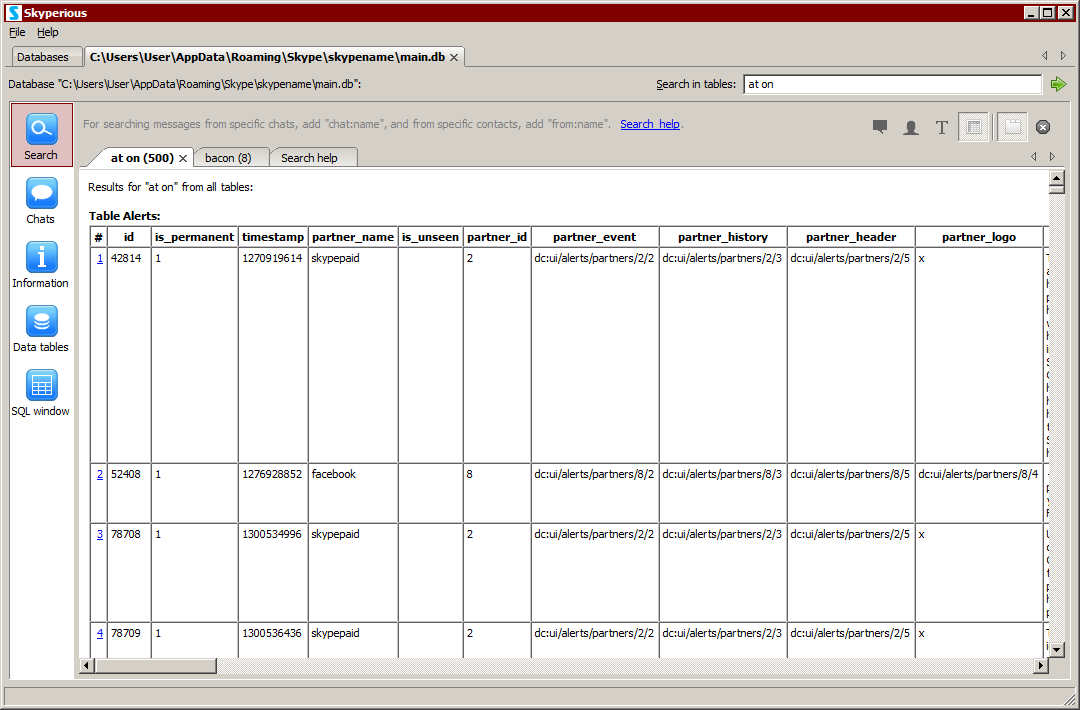 Skyperious
File Help
Databases C:\Users\User\AppData\Roaming\Skype\skypename\main.db
Database "C:\Users\User\AppData\Roaming\Skype\skypename\main.db": Search in tables: at on
For searching messages from specific chats, add "chat:name", and from specific contacts, add "from:name". Search help.
Search
Chats
Information
Data tables
SQL window
at on (500) bacon (8) Search help
Results for "at on" from all tables:
Table Alerts:
# id is_permanent timestamp partner_name is_unseen partner_id partner_event partner_history partner_header partner_logo
1 42814 1 1270919614 skypepaid 2 dc:ui/alerts/partners/2/2 dc:ui/alerts/partners/2/3 dc:ui/alerts/partners/2/5 x
2 52408 1 1276928852 facebook 8 dc:ui/alerts/partners/8/2 dc:ui/alerts/partners/8/3 dc:ui/alerts/partners/8/5 dc:ui/alerts/partners/8/4
3 78708 1 1300534996 skypepaid 2 dc:ui/alerts/partners/2/2 dc:ui/alerts/partners/2/3 dc:ui/alerts/partners/2/5 x
4 78709 1 1300536436 skypepaid 2 dc:ui/alerts/partners/2/2 dc:ui/alerts/partners/2/3 dc:ui/alerts/partners/2/5 x